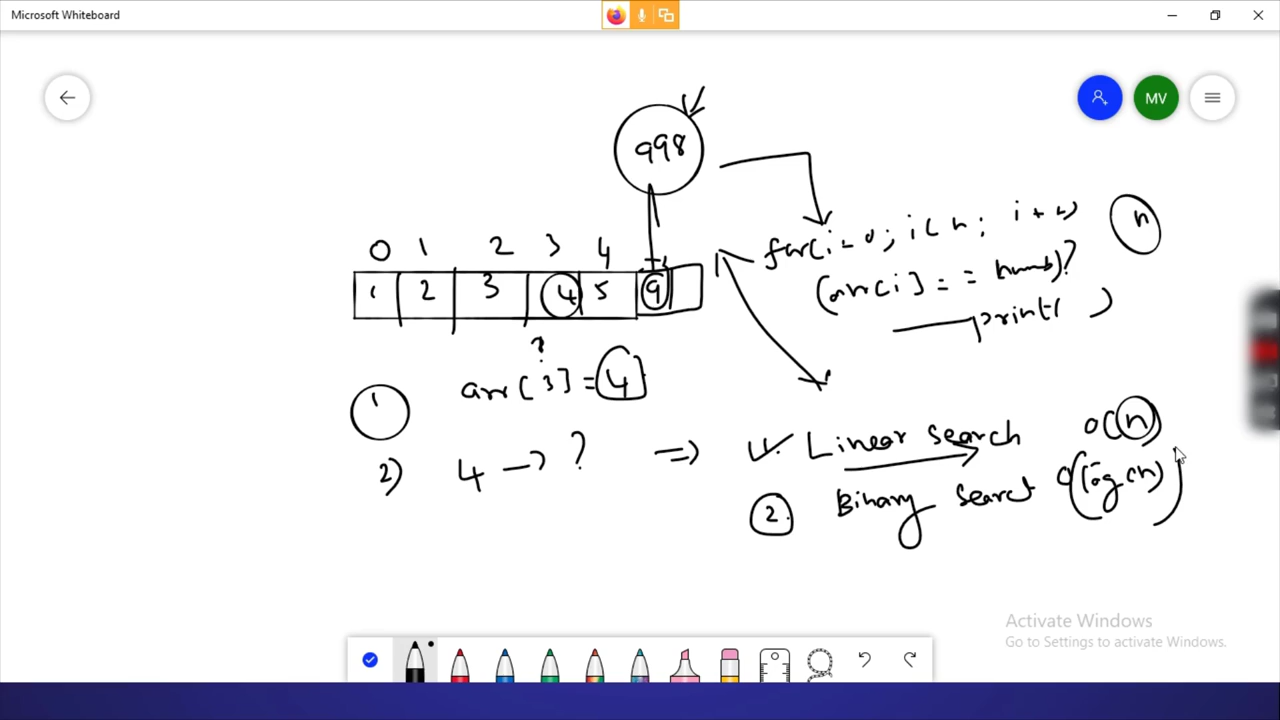 Microsoft Whiteboard
MV
998
0 1 2 3 4
1 2 3 4 5 9
for(i=0; i<n; i++)
n
(arr[i] == numb)?
print( )
?
arr[3] = 4
1
2) 4 → ? ⇒ 1. Linear search O(n)
2. Binary search O(log(n))
Activate Windows
Go to Settings to activate Windows.